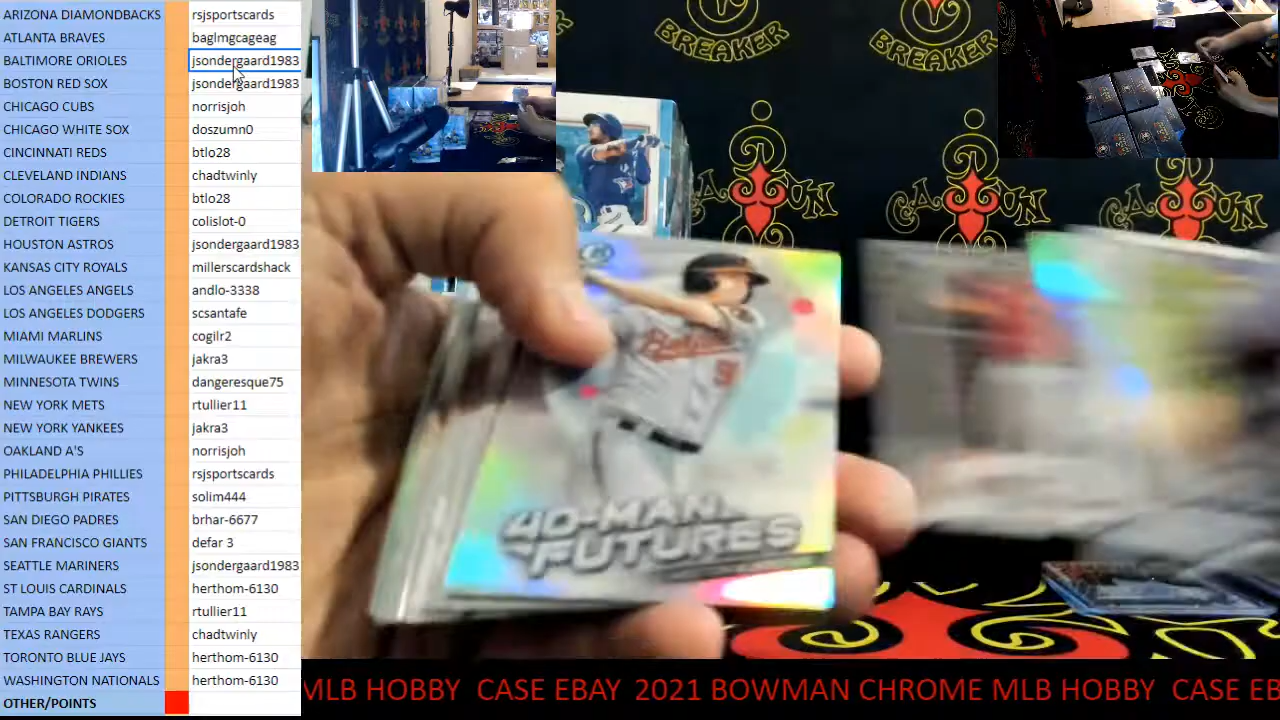 ARIZONA DIAMONDBACKS rsjsportscards
ATLANTA BRAVES baglmgcageag
BALTIMORE ORIOLES jsondergaard1983
BOSTON RED SOX jsondergaard1983
CHICAGO CUBS norrisjoh
CHICAGO WHITE SOX doszumn0
CINCINNATI REDS btlo28
CLEVELAND INDIANS chadtwinly
COLORADO ROCKIES btlo28
DETROIT TIGERS colislot-0
HOUSTON ASTROS jsondergaard1983
KANSAS CITY ROYALS millerscardshack
LOS ANGELES ANGELS andlo-3338
LOS ANGELES DODGERS scsantafe
MIAMI MARLINS cogilr2
MILWAUKEE BREWERS jakra3
MINNESOTA TWINS dangeresque75
NEW YORK METS rtullier11
NEW YORK YANKEES jakra3
OAKLAND A'S norrisjoh
PHILADELPHIA PHILLIES rsjsportscards
PITTSBURGH PIRATES solim444
SAN DIEGO PADRES brhar-6677
SAN FRANCISCO GIANTS defar 3
SEATTLE MARINERS jsondergaard1983
ST LOUIS CARDINALS herthom-6130
TAMPA BAY RAYS rtullier11
TEXAS RANGERS chadtwinly
TORONTO BLUE JAYS herthom-6130
WASHINGTON NATIONALS herthom-6130
OTHER/POINTS
BREAKER
BREAKER
CAJUN
CAJUN
40-MAN
FUTURES
MLB HOBBY CASE EBAY 2021 BOWMAN CHROME MLB HOBBY CASE EB